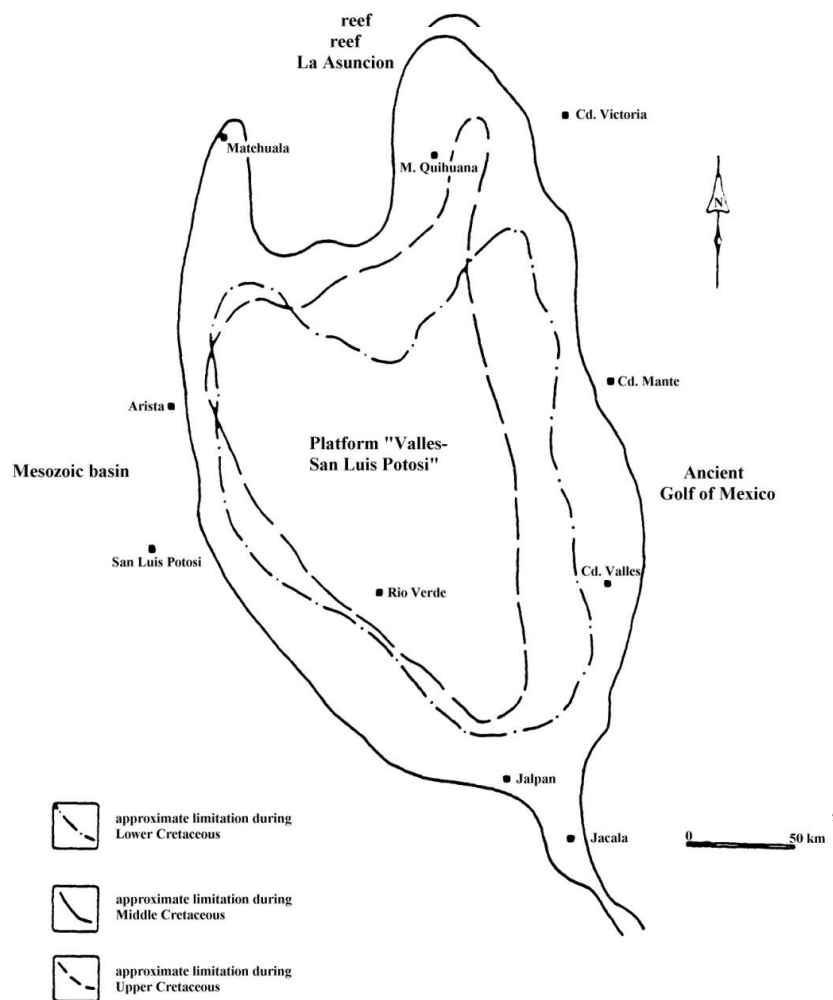 reef
reef
La Asuncion
Cd. Victoria
Matehuala
M. Quihuana
N
Cd. Mante
Arista
Platform "Valles-
San Luis Potosi"
Mesozoic basin
Ancient
Golf of Mexico
San Luis Potosi
Cd. Valles
Rio Verde
Jalpan
approximate limitation during
Lower Cretaceous
Jacala
0 50 km
approximate limitation during
Middle Cretaceous
approximate limitation during
Upper Cretaceous